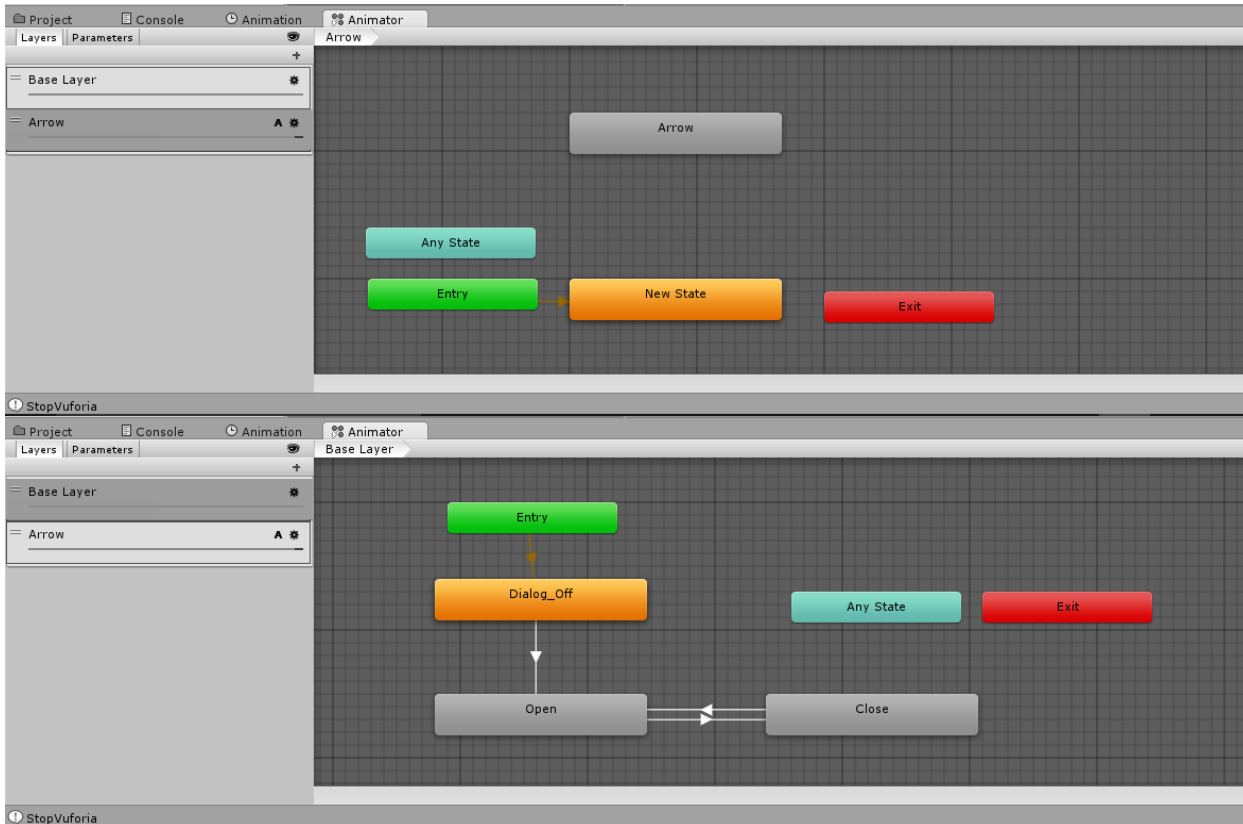 Project Console Animation Animator
Layers Parameters Arrow
+
Base Layer
Arrow A
Arrow
Any State
Entry New State Exit
StopVuforia
Project Console Animation Animator
Layers Parameters Base Layer
+
Base Layer
Arrow A
Entry
Dialog_Off
Any State Exit
Open Close
StopVuforia